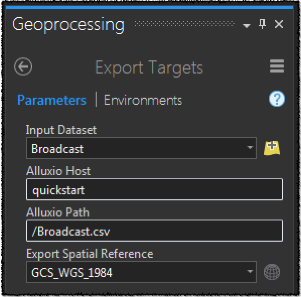 Geoprocessing
Export Targets
Parameters | Environments
Input Dataset
Broadcast
Alluxio Host
quickstart
Alluxio Path
/Broadcast.csv
Export Spatial Reference
GCS_WGS_1984